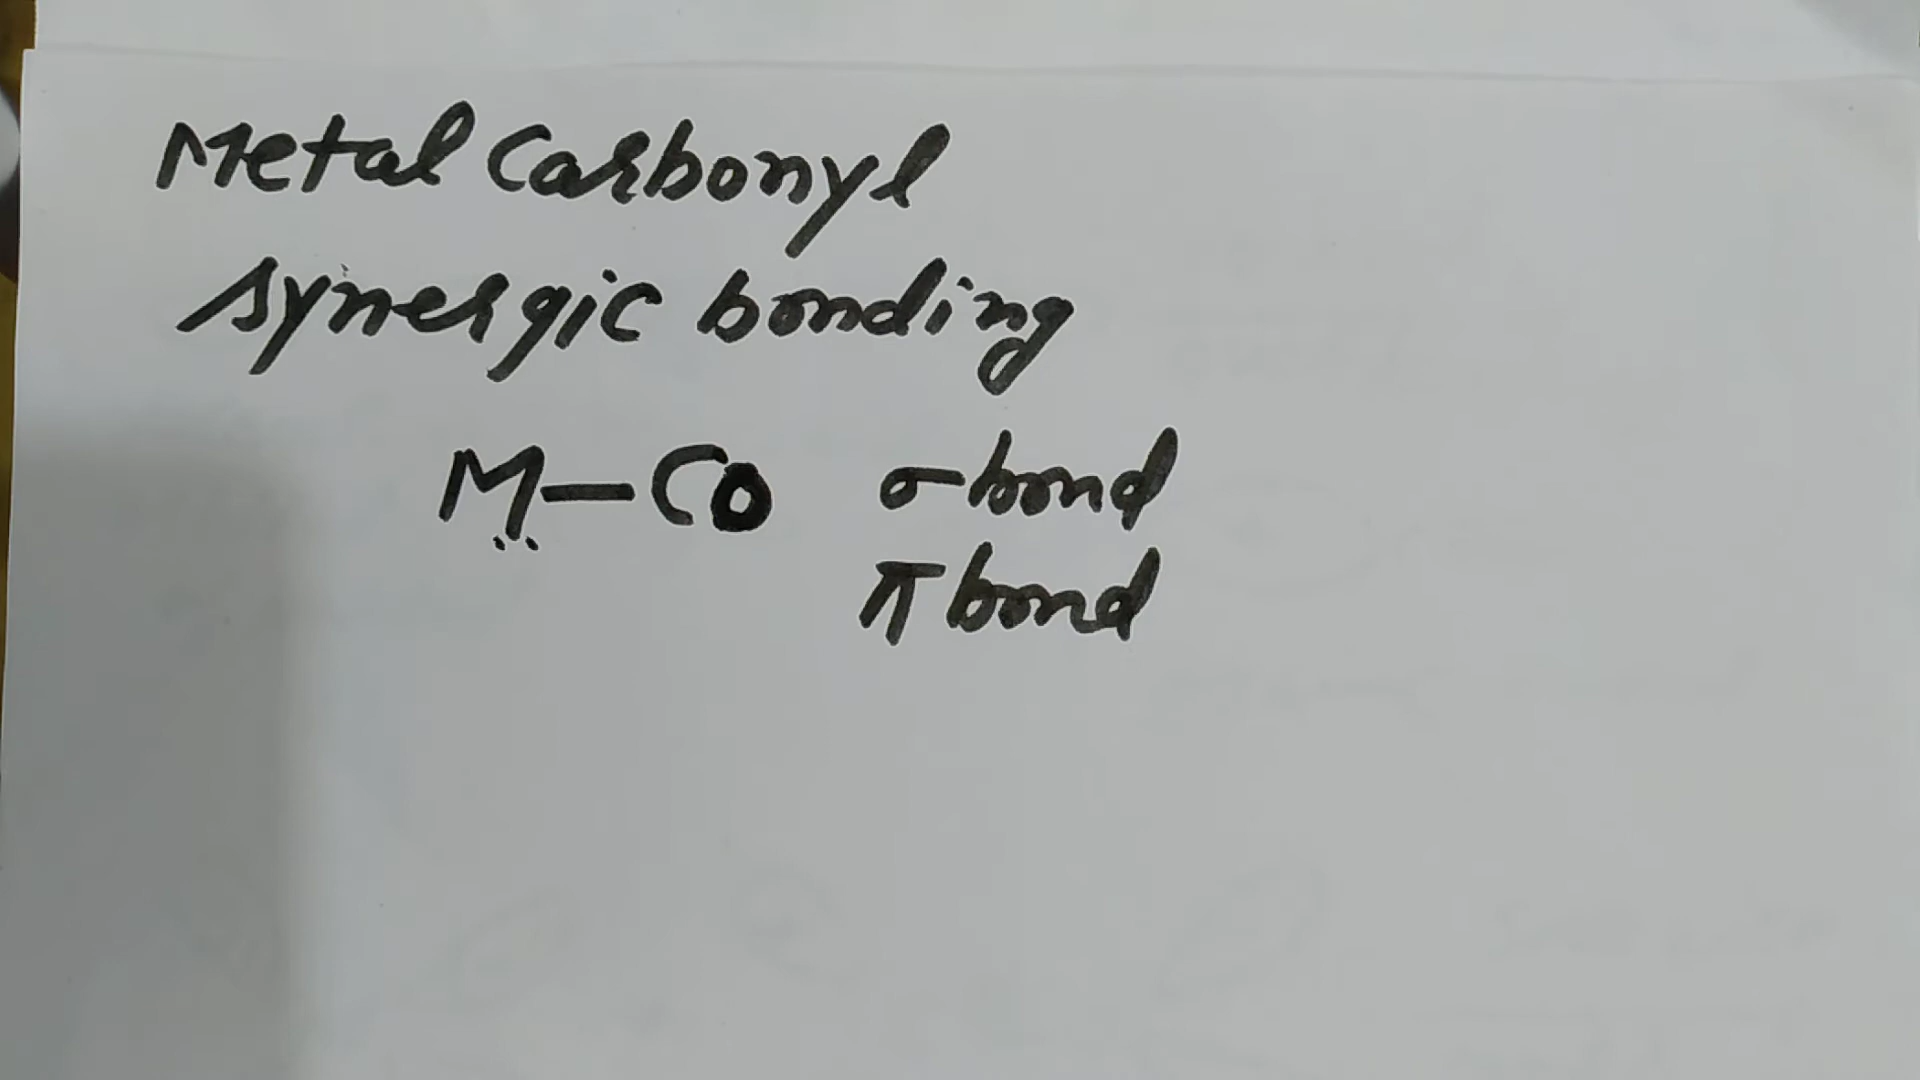 Metal Carbonyl
synergic bonding
M̤—CO σ bond
π bond